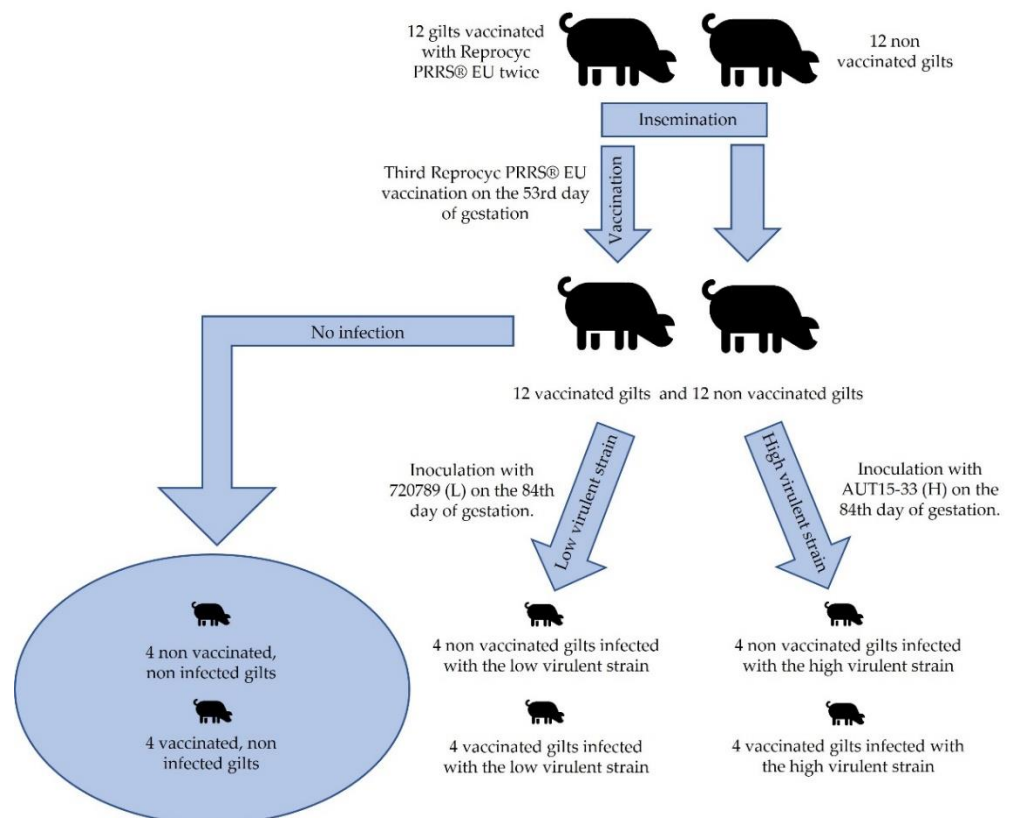 12 gilts vaccinated
with Reprocyc
PRRS® EU twice
12 non
vaccinated gilts
Insemination
Third Reprocyc PRRS® EU
vaccination on the 53rd day
of gestation
Vaccination
No infection
12 vaccinated gilts and 12 non vaccinated gilts
Inoculation with
720789 (L) on the 84th
day of gestation.
Low virulent strain
High virulent strain
Inoculation with
AUT15-33 (H) on the
84th day of gestation.
4 non vaccinated,
non infected gilts
4 vaccinated, non
infected gilts
4 non vaccinated gilts infected
with the low virulent strain
4 vaccinated gilts infected
with the low virulent strain
4 non vaccinated gilts infected
with the high virulent strain
4 vaccinated gilts infected with
the high virulent strain